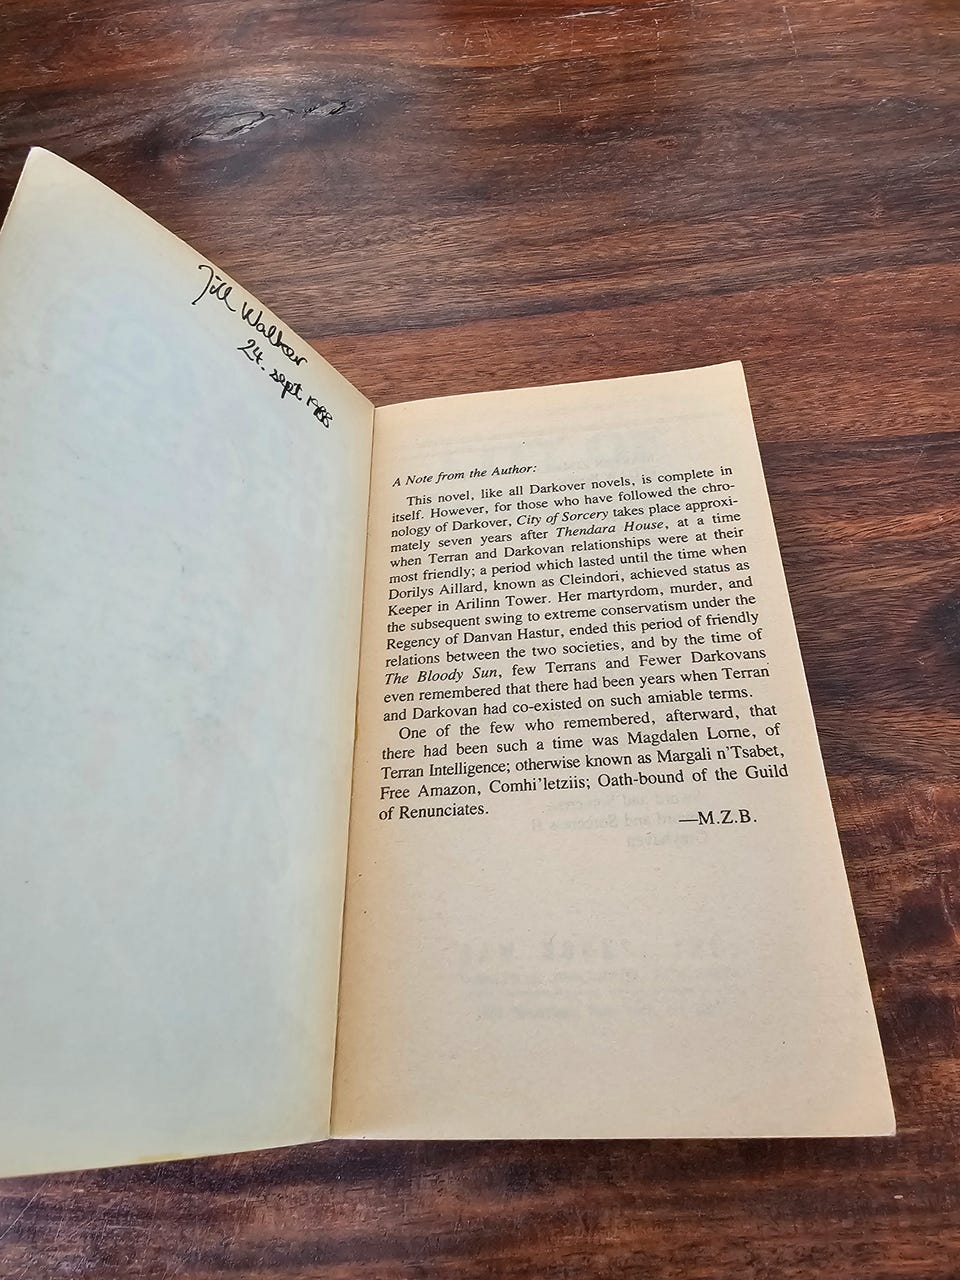 Jill Walker
24. sept 1988
A Note from the Author:
This novel, like all Darkover novels, is complete in
itself. However, for those who have followed the chro-
nology of Darkover, City of Sorcery takes place approxi-
mately seven years after Thendara House, at a time
when Terran and Darkovan relationships were at their
most friendly; a period which lasted until the time when
Dorilys Aillard, known as Cleindori, achieved status as
Keeper in Arilinn Tower. Her martyrdom, murder, and
the subsequent swing to extreme conservatism under the
Regency of Danvan Hastur, ended this period of friendly
relations between the two societies, and by the time of
The Bloody Sun, few Terrans and Fewer Darkovans
even remembered that there had been years when Terran
and Darkovan had co-existed on such amiable terms.
One of the few who remembered, afterward, that
there had been such a time was Magdalen Lorne, of
Terran Intelligence; otherwise known as Margali n'Tsabet,
Free Amazon, Comhi'letziis; Oath-bound of the Guild
of Renunciates.
—M.Z.B.